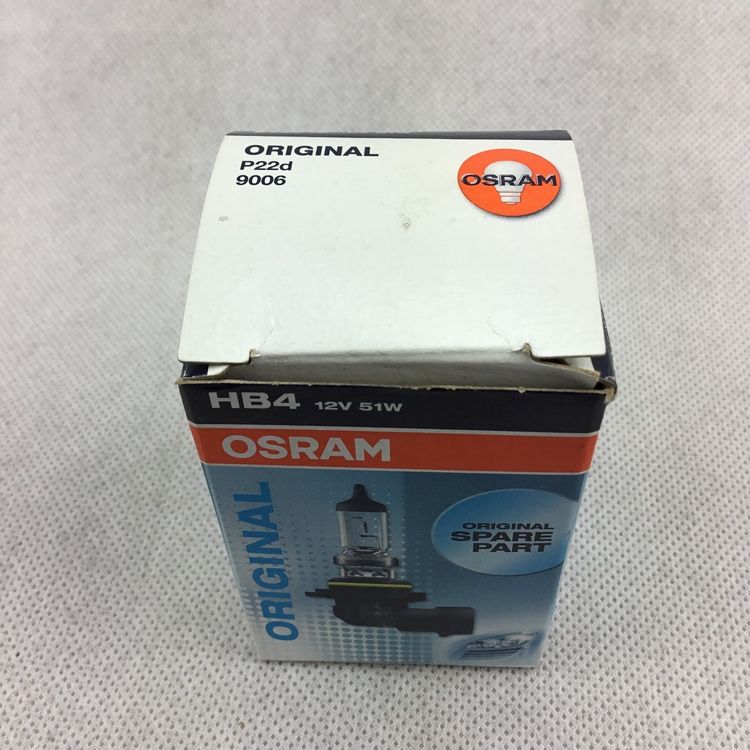 ORIGINAL
P22d
9006
OSRAM
HB4 12V 51W
OSRAM
ORIGINAL
ORIGINAL
SPARE
PART